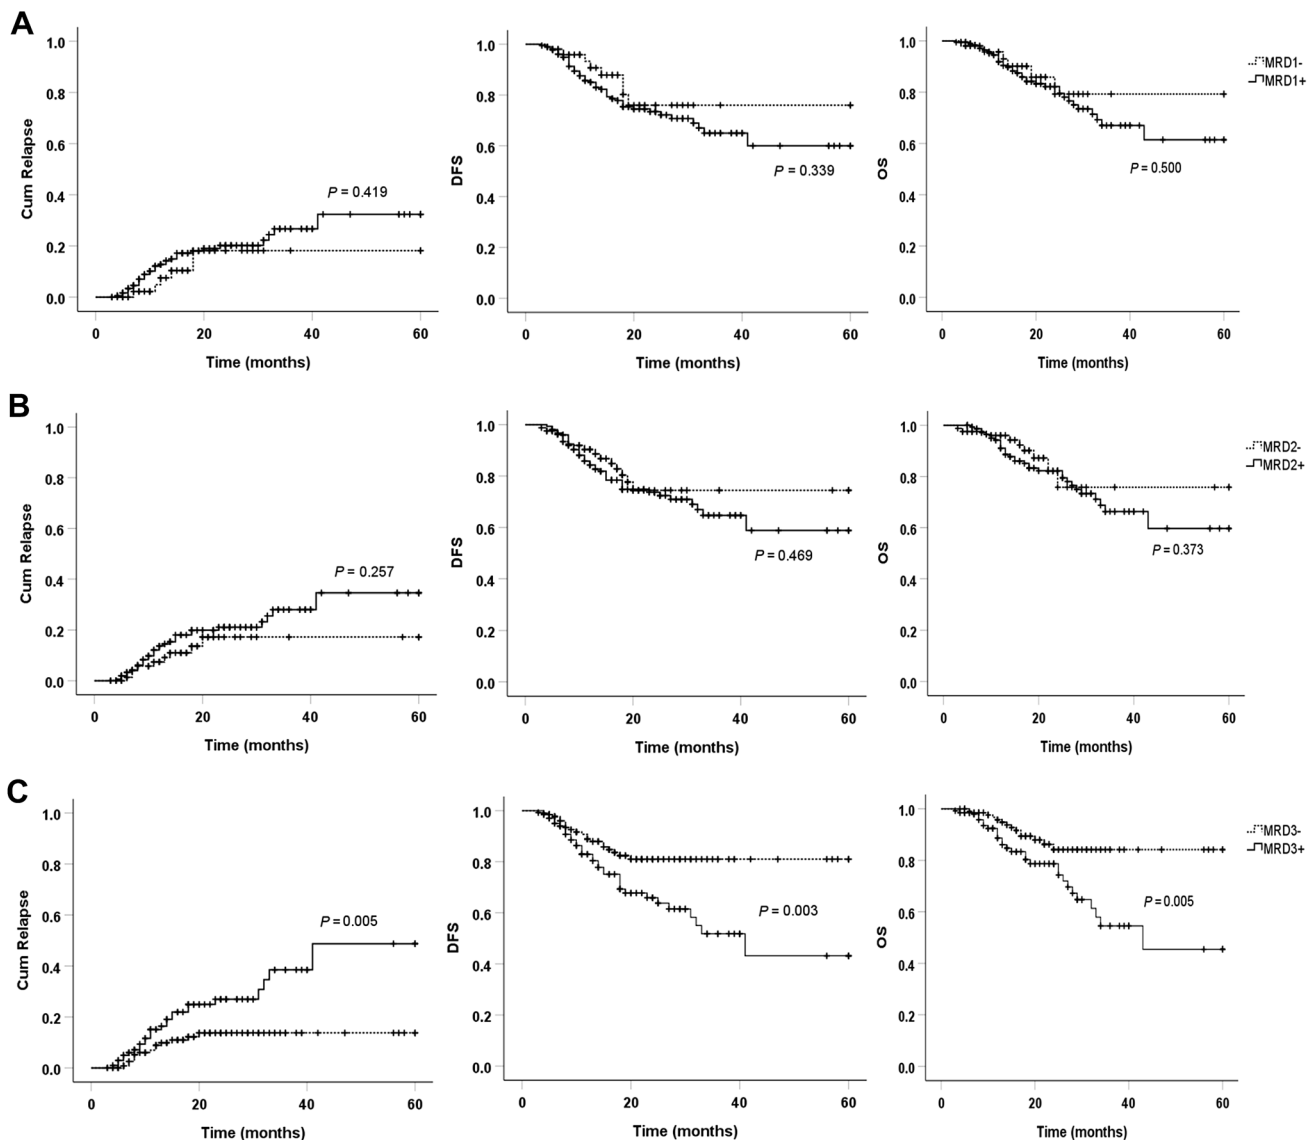 A
Cum Relapse
1.0
0.8
0.6
0.4
0.2
0.0
P = 0.419
0 20 40 60
Time (months)
DFS
1.0
0.8
0.6
0.4
0.2
0.0
P = 0.339
0 20 40 60
Time (months)
OS
1.0
0.8
0.6
0.4
0.2
0.0
P = 0.500
0 20 40 60
Time (months)
MRD1-
MRD1+
B
Cum Relapse
1.0
0.8
0.6
0.4
0.2
0.0
P = 0.257
0 20 40 60
Time (months)
DFS
1.0
0.8
0.6
0.4
0.2
0.0
P = 0.469
0 20 40 60
Time (months)
OS
1.0
0.8
0.6
0.4
0.2
0.0
P = 0.373
0 20 40 60
Time (months)
MRD2-
MRD2+
C
Cum Relapse
1.0
0.8
0.6
0.4
0.2
0.0
P = 0.005
0 20 40 60
Time (months)
DFS
1.0
0.8
0.6
0.4
0.2
0.0
P = 0.003
0 20 40 60
Time (months)
OS
1.0
0.8
0.6
0.4
0.2
0.0
P = 0.005
0 20 40 60
Time (months)
MRD3-
MRD3+